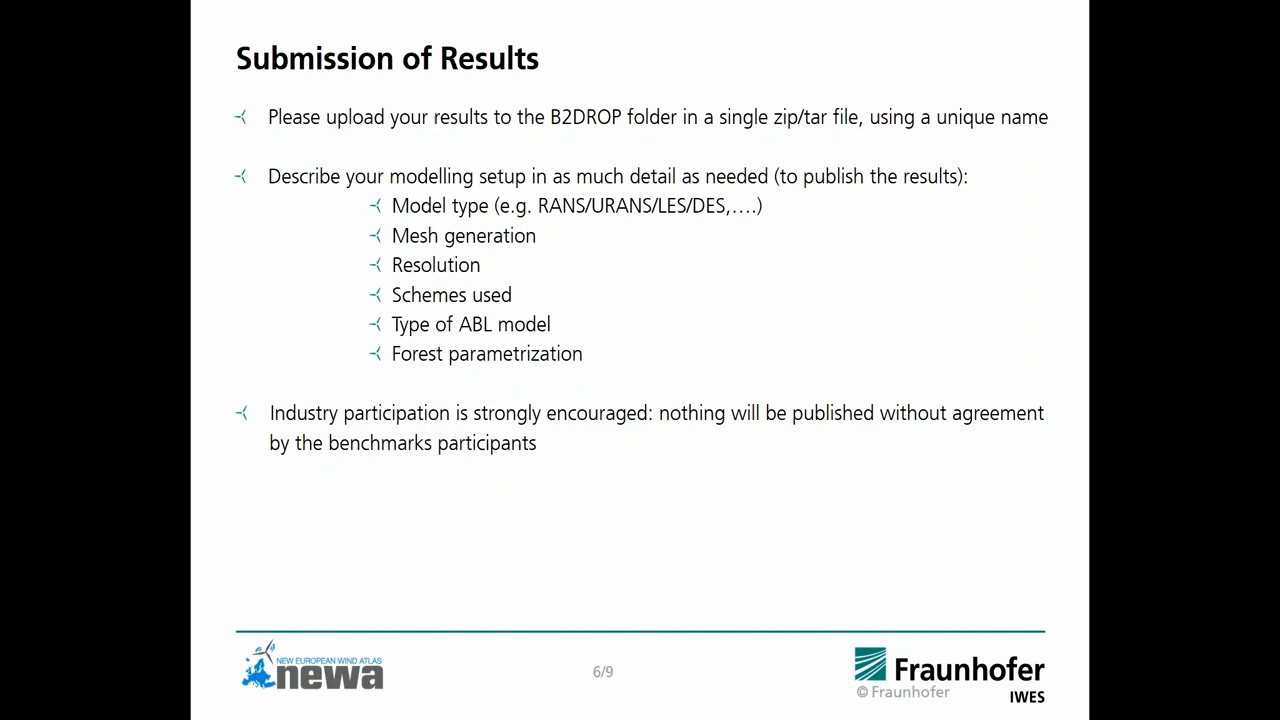 Submission of Results
Please upload your results to the B2DROP folder in a single zip/tar file, using a unique name
Describe your modelling setup in as much detail as needed (to publish the results):
Model type (e.g. RANS/URANS/LES/DES,....)
Mesh generation
Resolution
Schemes used
Type of ABL model
Forest parametrization
Industry participation is strongly encouraged: nothing will be published without agreement
by the benchmarks participants
NEW EUROPEAN WIND ATLAS
newa
6/9
Fraunhofer
© Fraunhofer
IWES